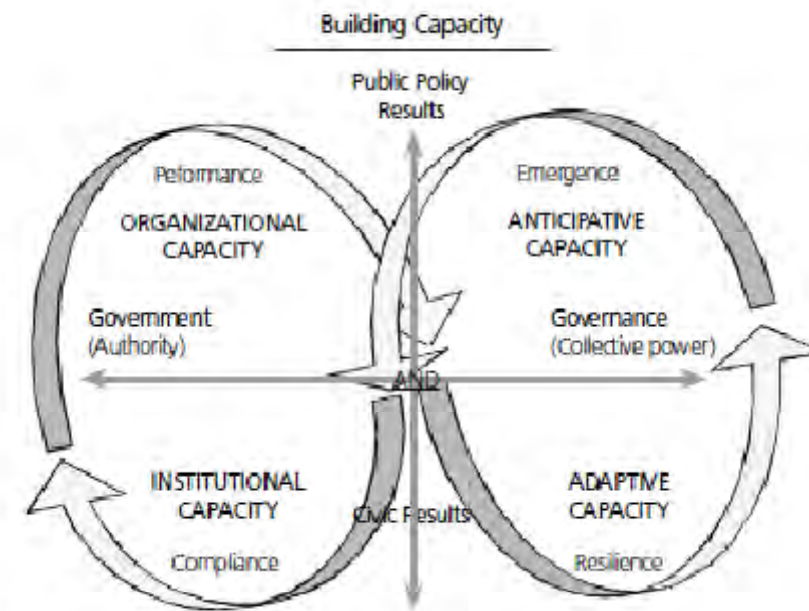 Building Capacity
Public Policy
Results
Peformance
Emergence
ORGANIZATIONAL
CAPACITY
ANTICIPATIVE
CAPACITY
Government
(Authority)
Governance
(Collective power)
AND
INSTITUTIONAL
CAPACITY
ADAPTIVE
CAPACITY
Civic Results
Compliance
Resilience